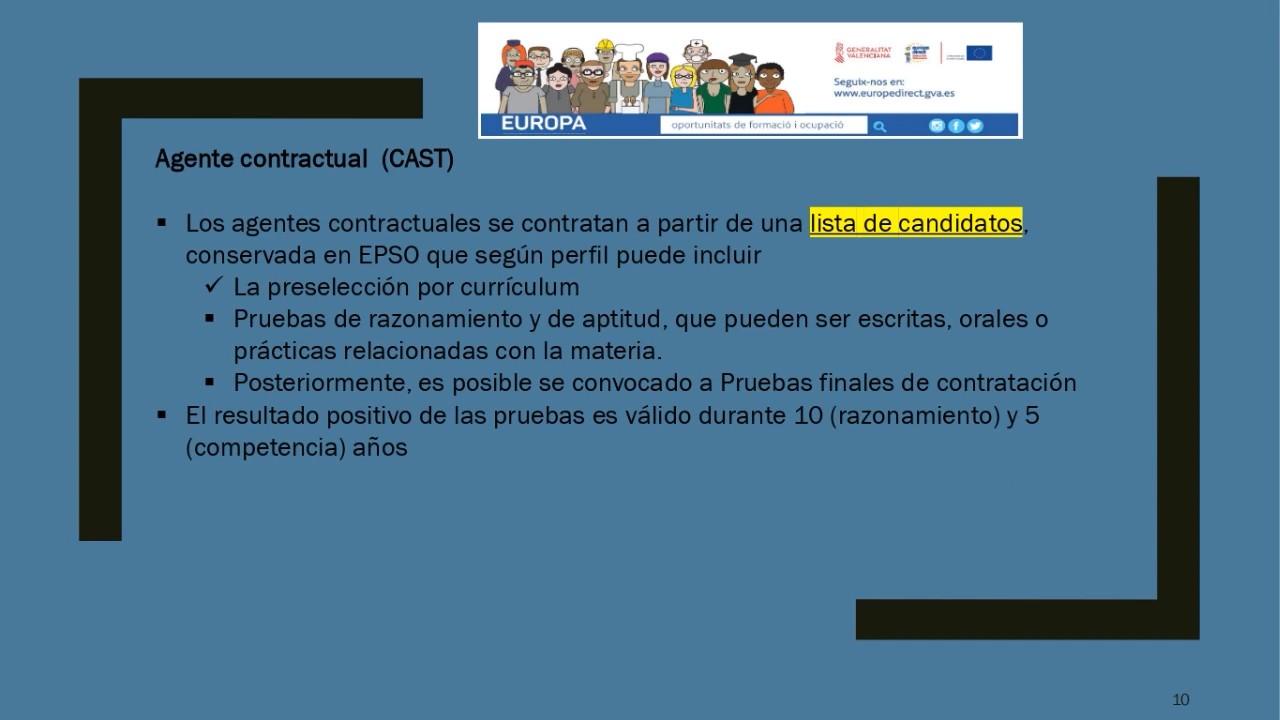 GENERALITAT
VALENCIANA
europe
direct
Seguix-nos en:
www.europedirect.gva.es
EUROPA
oportunitats de formació i ocupació
Agente contractual (CAST)
▪ Los agentes contractuales se contratan a partir de una lista de candidatos,
conservada en EPSO que según perfil puede incluir
✓ La preselección por currículum
▪ Pruebas de razonamiento y de aptitud, que pueden ser escritas, orales o
prácticas relacionadas con la materia.
▪ Posteriormente, es posible se convocado a Pruebas finales de contratación
▪ El resultado positivo de las pruebas es válido durante 10 (razonamiento) y 5
(competencia) años
10